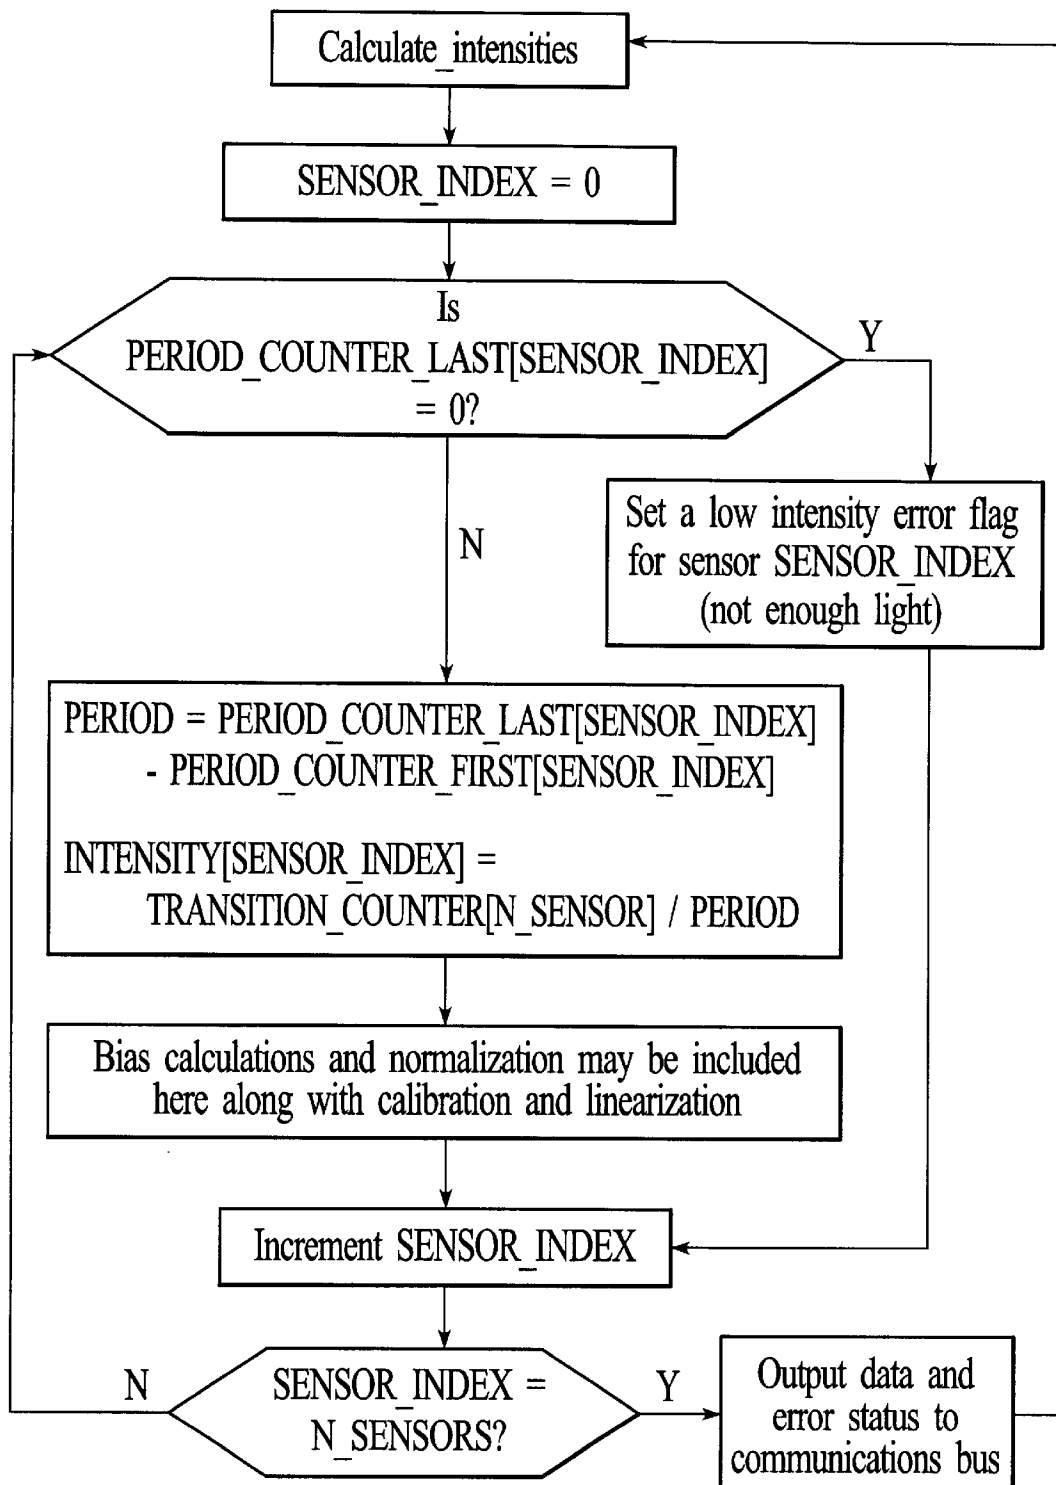 Calculate_intensities
SENSOR_INDEX = 0
Is
PERIOD_COUNTER_LAST[SENSOR_INDEX]
= 0?
Y
N
Set a low intensity error flag
for sensor SENSOR_INDEX
(not enough light)
PERIOD = PERIOD_COUNTER_LAST[SENSOR_INDEX]
- PERIOD_COUNTER_FIRST[SENSOR_INDEX]
INTENSITY[SENSOR_INDEX] =
TRANSITION_COUNTER[N_SENSOR] / PERIOD
Bias calculations and normalization may be included
here along with calibration and linearization
Increment SENSOR_INDEX
N
SENSOR_INDEX =
N_SENSORS?
Y
Output data and
error status to
communications bus